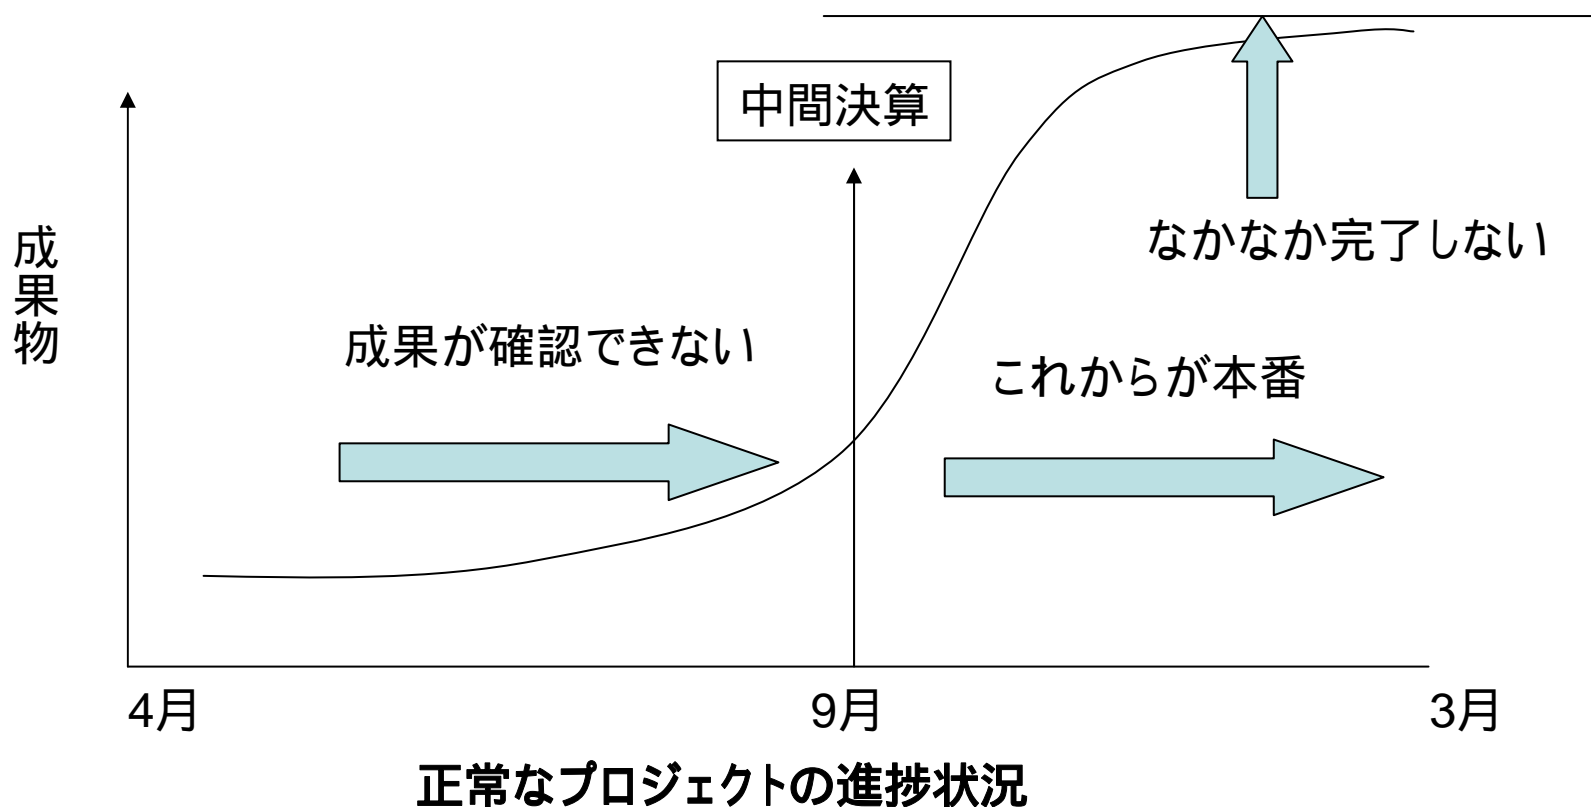 中間決算
成果物
なかなか完了しない
成果が確認できない
これからが本番
4月
9月
3月
正常なプロジェクトの進捗状況